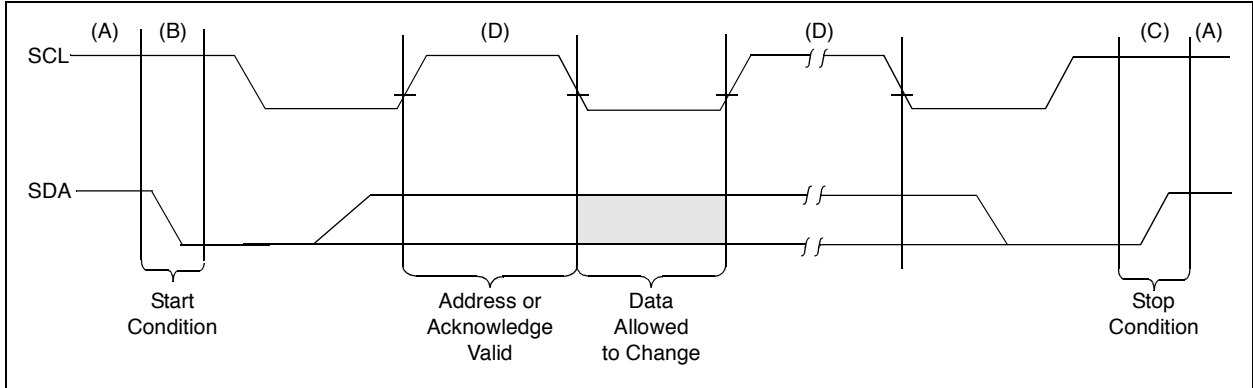 (A) (B) (D) (D) (C) (A)
SCL
SDA
Start
Condition
Address or
Acknowledge
Valid
Data
Allowed
to Change
Stop
Condition